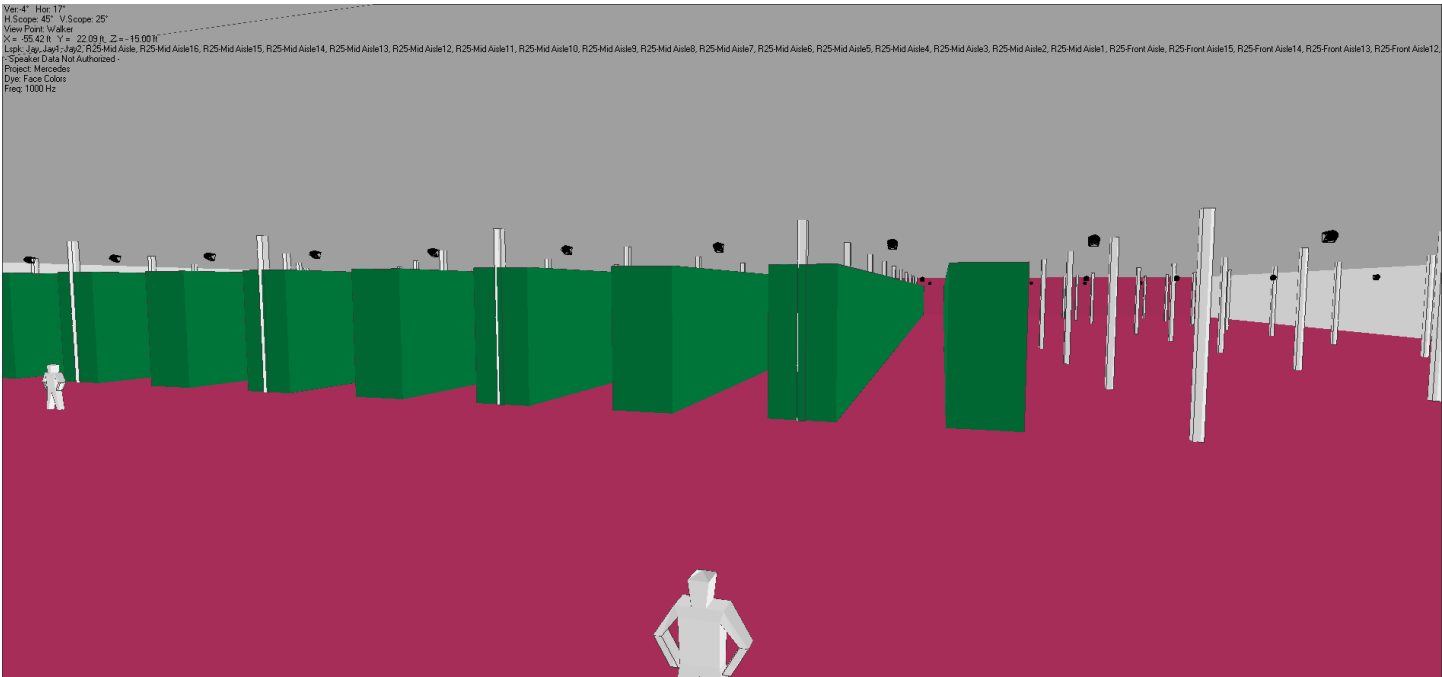 Ver:-4° Hor: 17°
H.Scope: 45° V.Scope: 25°
View Point: Walker
X = -55.42 ft Y = 22.09 ft, Z = -15.00 ft
Lspk: Jay, Jay1, Jay2, R25-Mid Aisle, R25-Mid Aisle16, R25-Mid Aisle15, R25-Mid Aisle14, R25-Mid Aisle13, R25-Mid Aisle12, R25-Mid Aisle11, R25-Mid Aisle10, R25-Mid Aisle9, R25-Mid Aisle8, R25-Mid Aisle7, R25-Mid Aisle6, R25-Mid Aisle5, R25-Mid Aisle4, R25-Mid Aisle3, R25-Mid Aisle2, R25-Mid Aisle1, R25-Front Aisle, R25-Front Aisle15, R25-Front Aisle14, R25-Front Aisle13, R25-Front Aisle12,
- Speaker Data Not Authorized -
Project: Mercedes
Dye: Face Colors
Freq: 1000 Hz